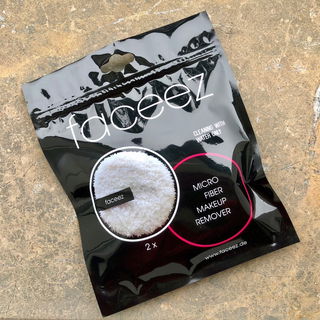 faceez
CLEANING WITH
WATER ONLY
faceez
2 x
MICRO
FIBER
MAKEUP
REMOVER
www.faceez.de